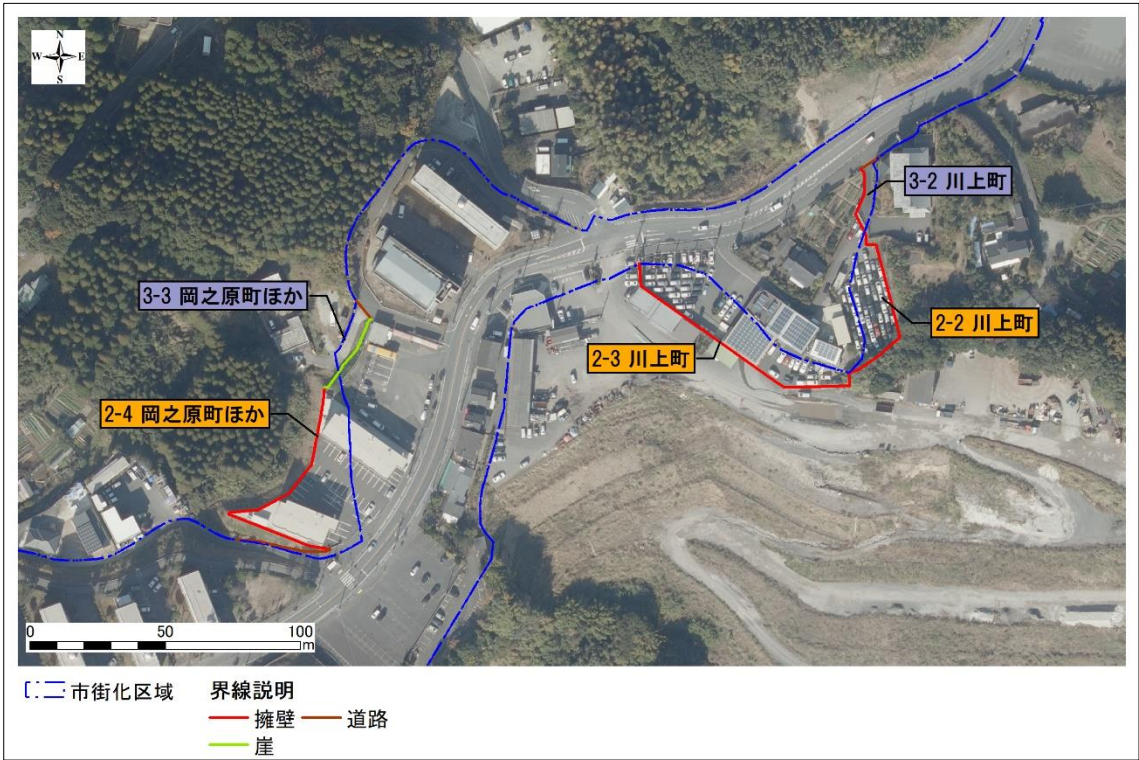 N
W E
S
3-2 川上町
3-3 岡之原町ほか
2-2 川上町
2-3 川上町
2-4 岡之原町ほか
0 50 100
m
市街化区域
界線説明
擁壁
道路
崖